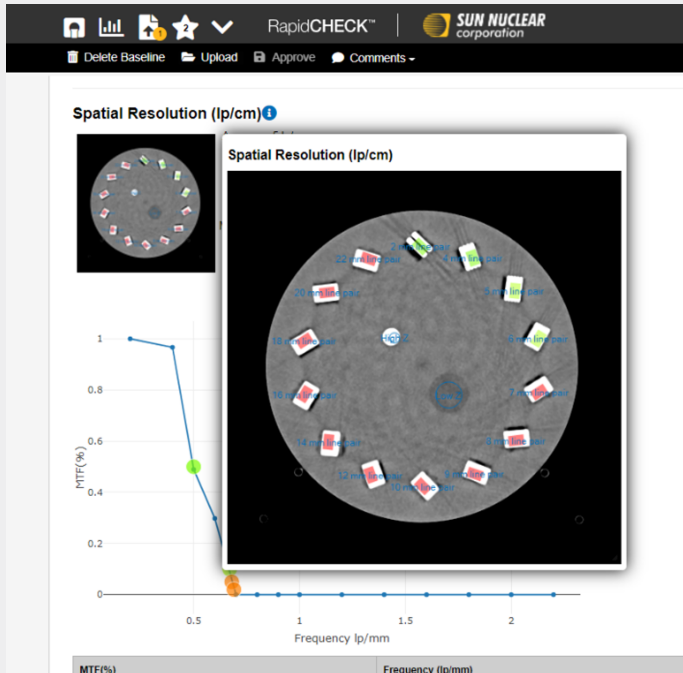 2
1
RapidCHECK™
SUN NUCLEAR
corporation
Delete Baseline
Upload
Approve
Comments
Spatial Resolution (lp/cm)
Spatial Resolution (lp/cm)
2 mm line pair
22 mm line pair
4 mm line pair
20 mm line pair
5 mm line pair
18 mm line pair
High Z
6 mm line pair
16 mm line pair
7 mm line pair
14 mm line pair
8 mm line pair
12 mm line pair
9 mm line pair
10 mm line pair
1
0.8
0.6
0.4
0.2
0
MTF(%)
0.5
1
1.5
2
Frequency lp/mm
MTF(%)
Frequency (lp/mm)